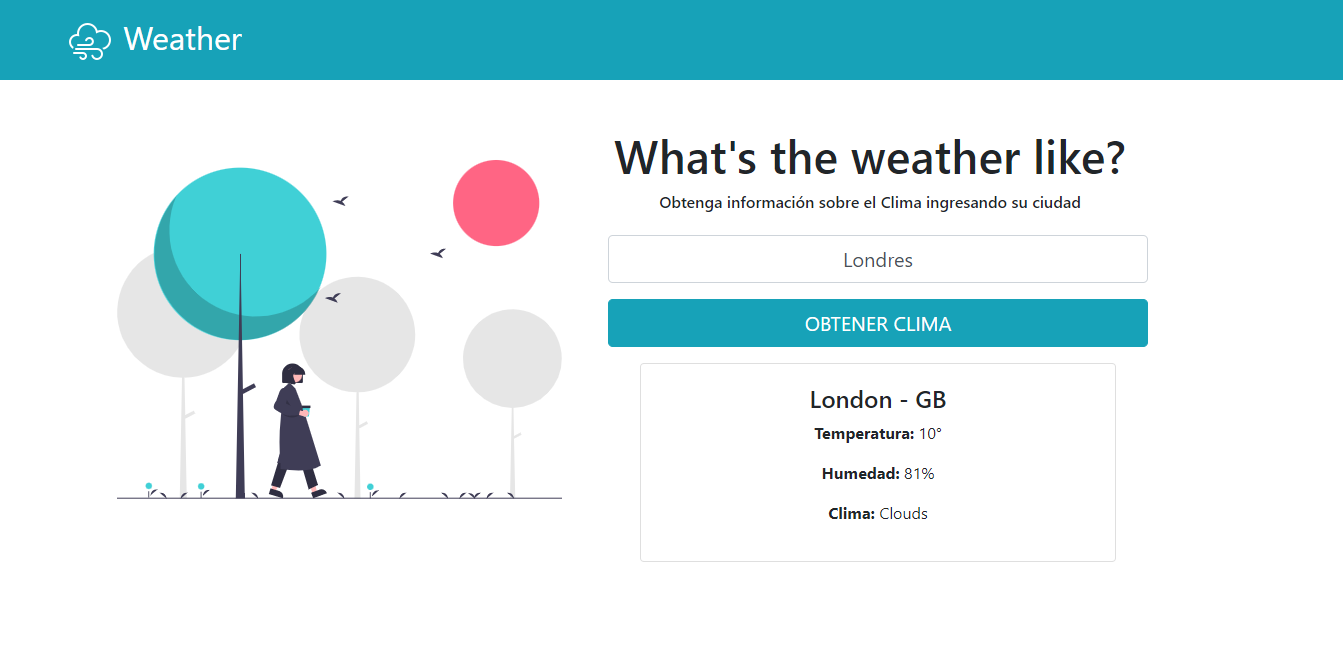 Weather
What's the weather like?
Obtenga información sobre el Clima ingresando su ciudad
Londres
OBTENER CLIMA
London - GB
Temperatura: 10°
Humedad: 81%
Clima: Clouds